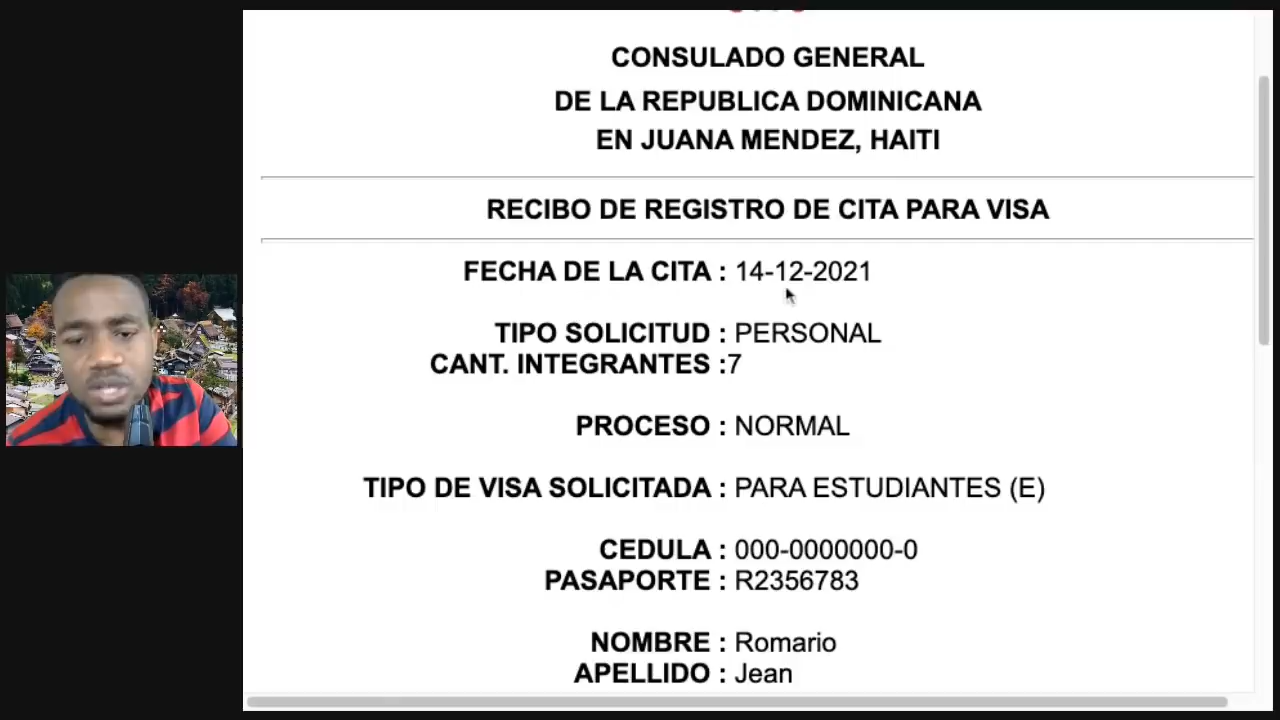 CONSULADO GENERAL
DE LA REPUBLICA DOMINICANA
EN JUANA MENDEZ, HAITI
RECIBO DE REGISTRO DE CITA PARA VISA
FECHA DE LA CITA : 14-12-2021
TIPO SOLICITUD : PERSONAL
CANT. INTEGRANTES :7
PROCESO : NORMAL
TIPO DE VISA SOLICITADA : PARA ESTUDIANTES (E)
CEDULA : 000-0000000-0
PASAPORTE : R2356783
NOMBRE : Romario
APELLIDO : Jean